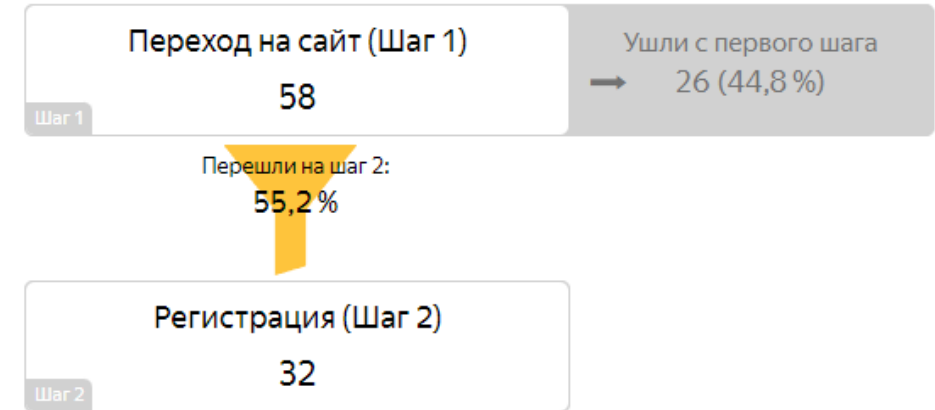 Переход на сайт (Шаг 1)
58
Шаг 1
Ушли с первого шага
26 (44,8 %)
Перешли на шаг 2:
55,2 %
Регистрация (Шаг 2)
32
Шаг 2